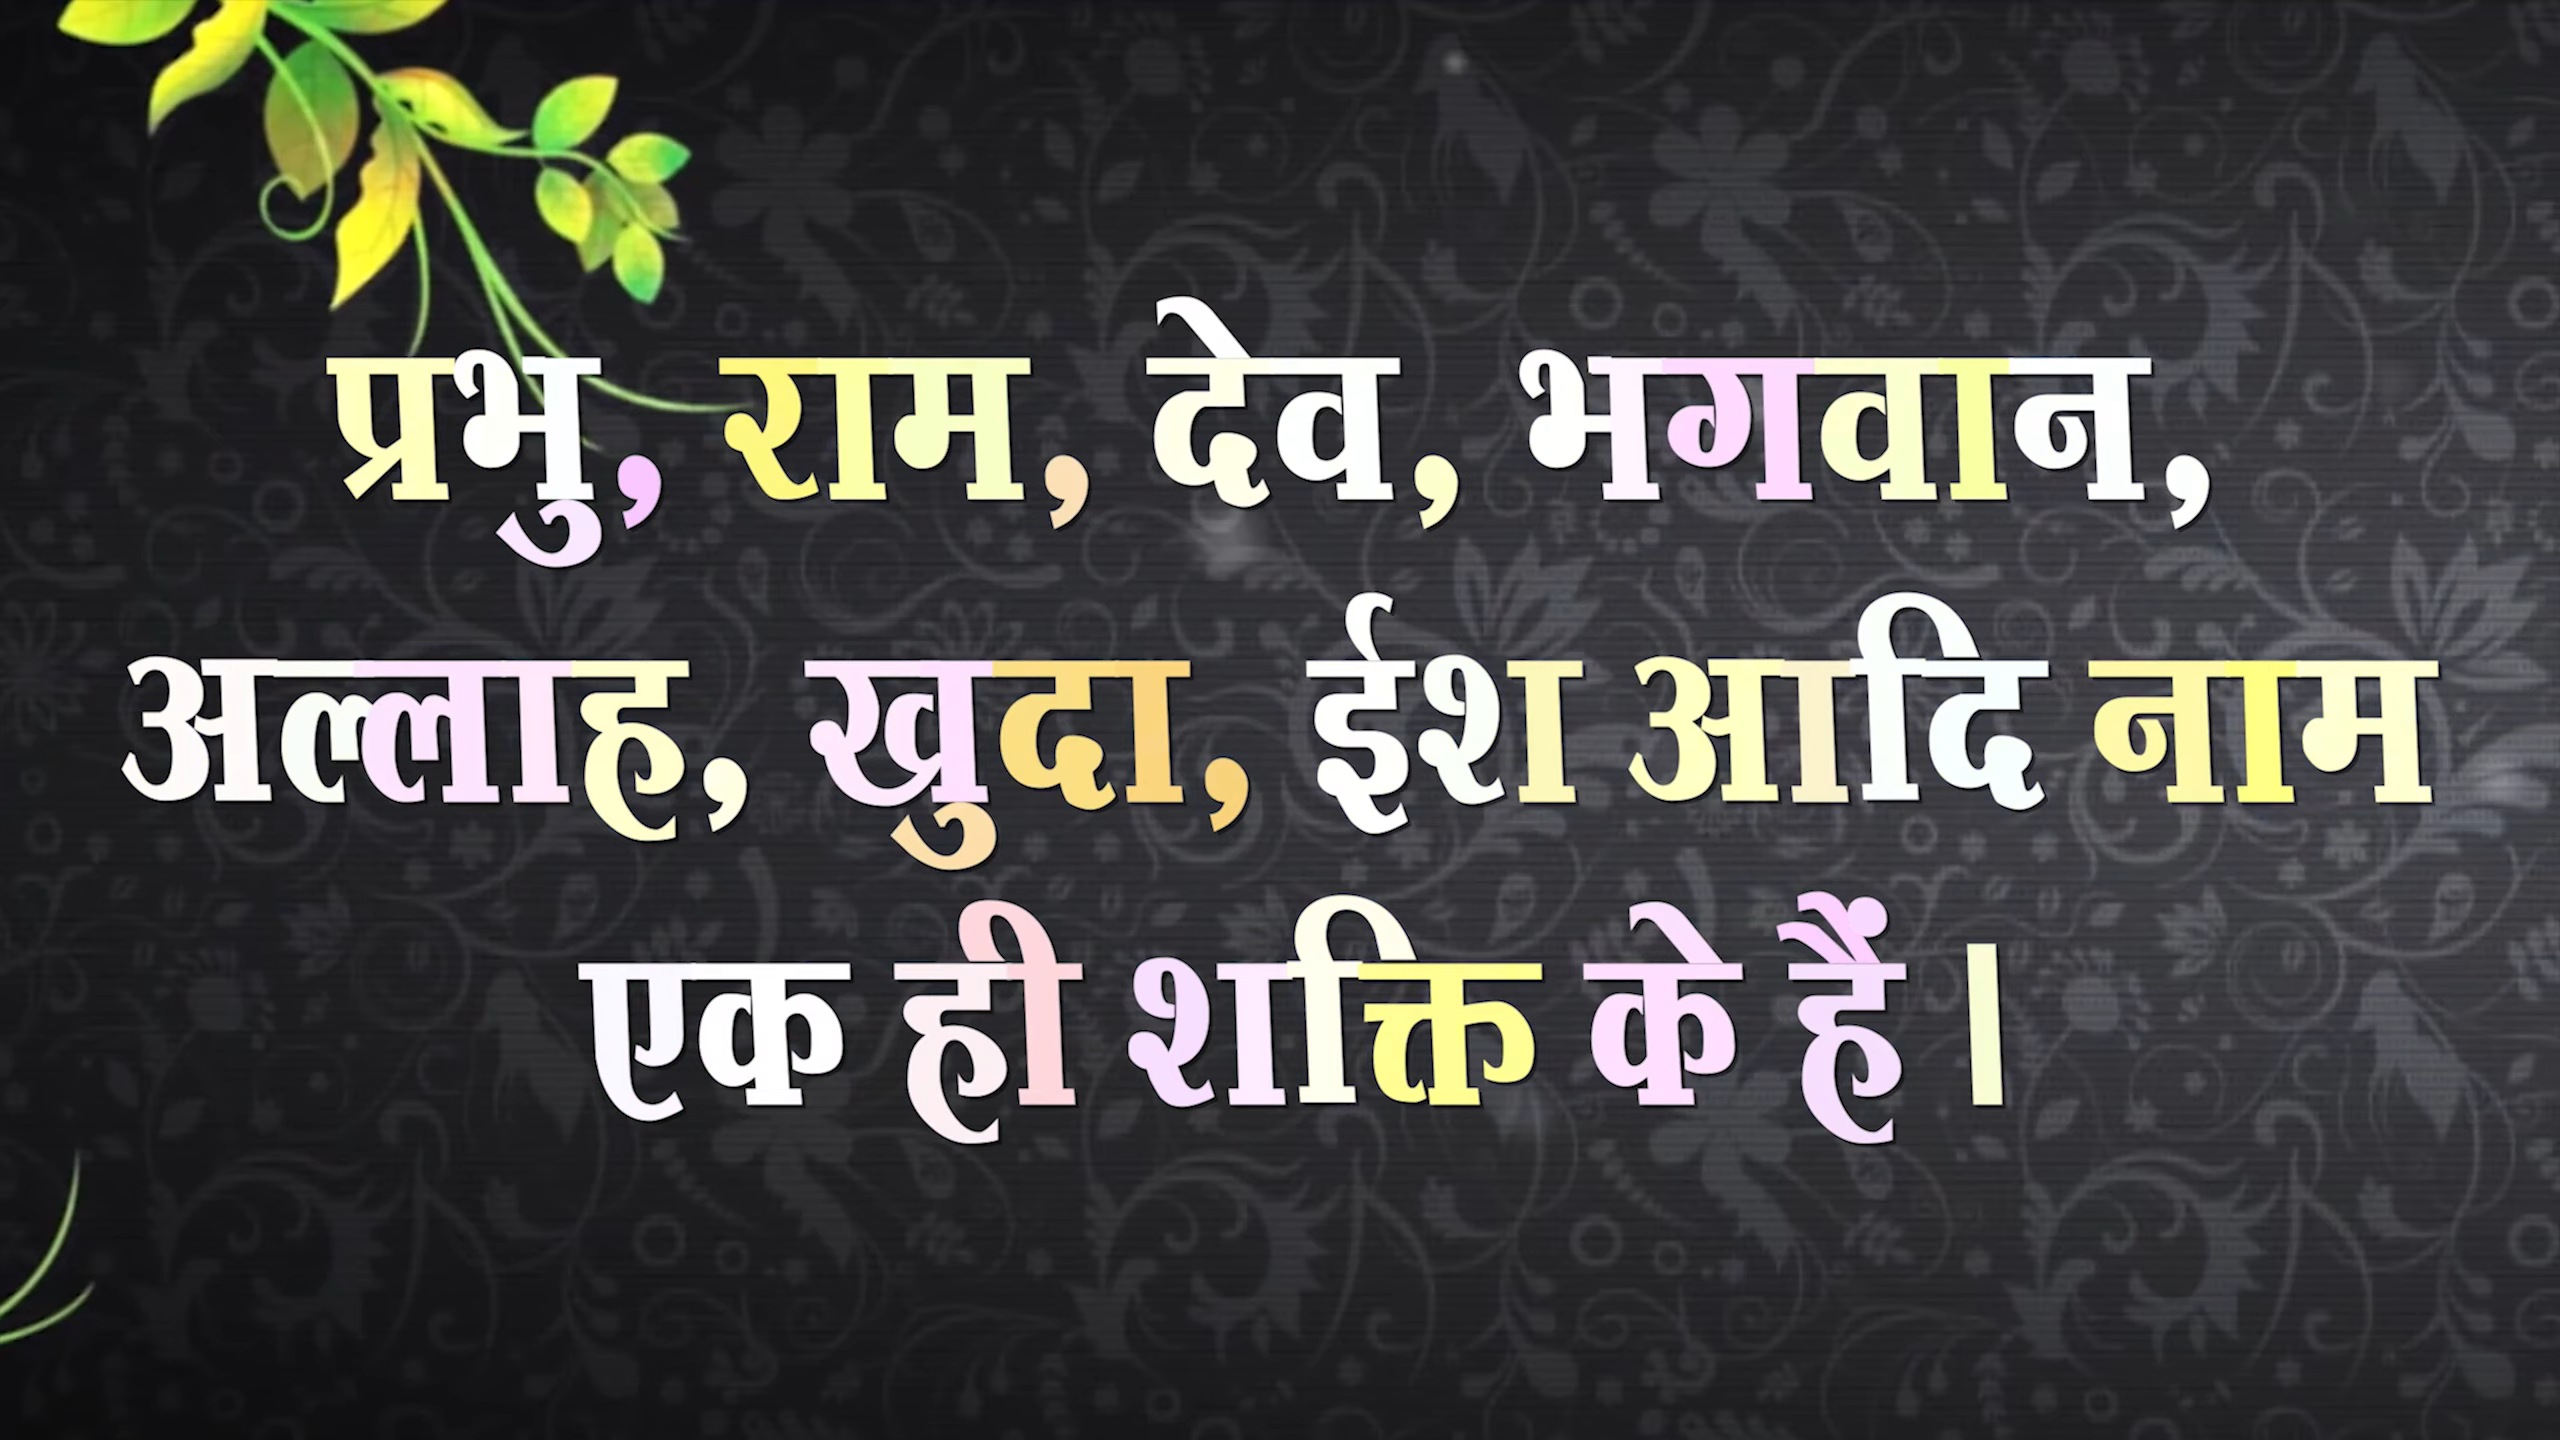 प्रभु, राम, देव, भगवान,
अल्लाह, खुदा, ईश आदि नाम
एक ही शक्ति के हैं।